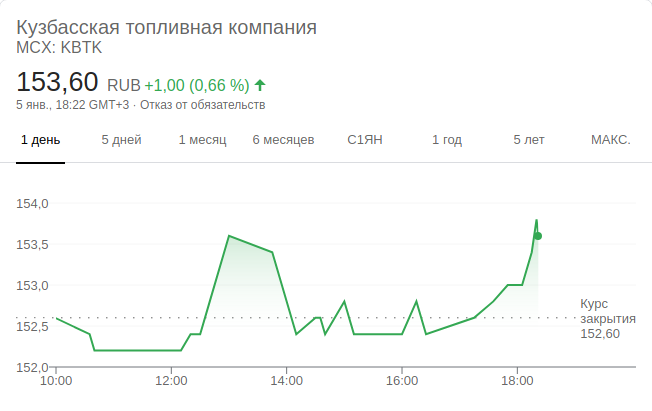 Кузбасская топливная компания
MCX: KBTK
153,60 RUB +1,00 (0,66 %)
5 янв., 18:22 GMT+3 · Отказ от обязательств
1 день 5 дней 1 месяц 6 месяцев С1ЯН 1 год 5 лет МАКС.
154,0
153,5
153,0
Курс
закрытия
152,60
152,5
152,0
10:00 12:00 14:00 16:00 18:00